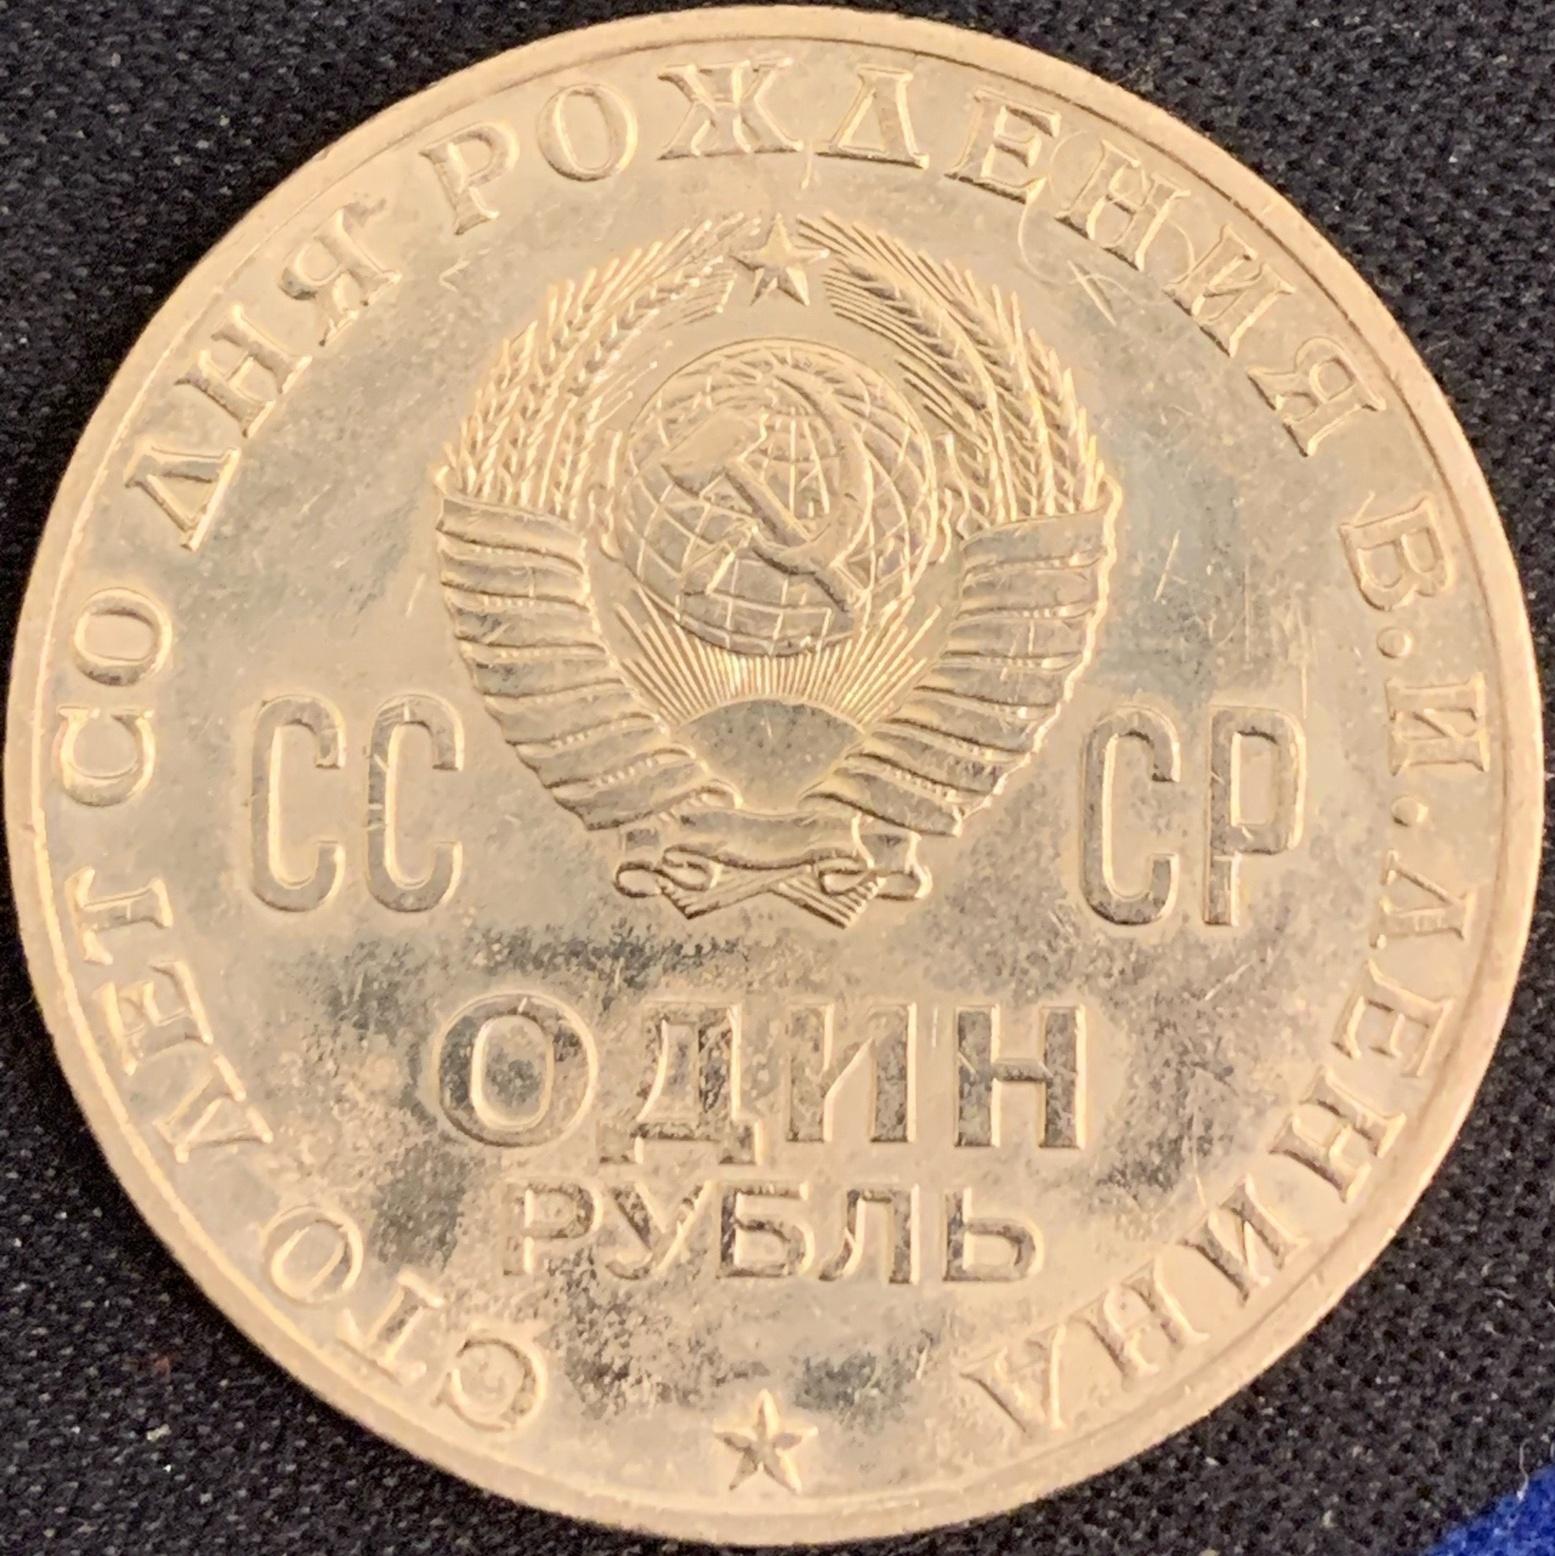 СТО ЛЕТ СО ДНЯ РОЖДЕНИЯ В.И.ЛЕНИНА
СС СР
ОДИН
РУБЛЬ